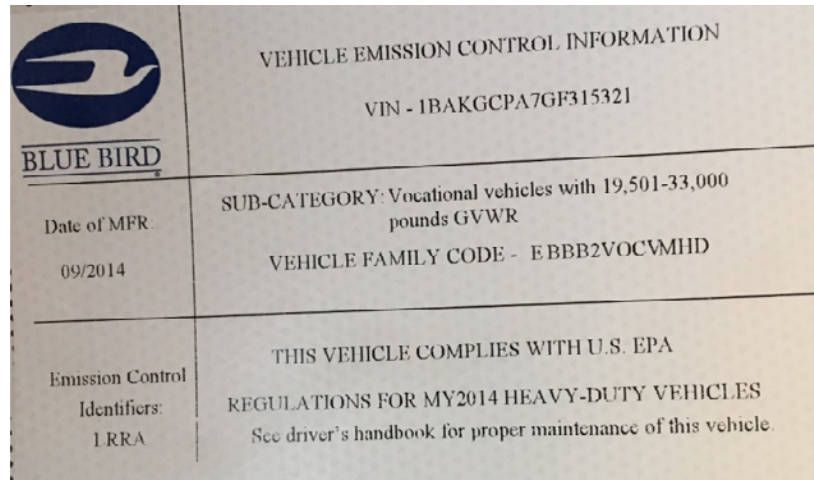 VEHICLE EMISSION CONTROL INFORMATION
VIN - 1BAKGCPA7GF315321
BLUE BIRD
SUB-CATEGORY: Vocational vehicles with 19,501-33,000
pounds GVWR
Date of MFR:
09/2014
VEHICLE FAMILY CODE - EBBB2VOCVMHD
THIS VEHICLE COMPLIES WITH U.S. EPA
REGULATIONS FOR MY2014 HEAVY-DUTY VEHICLES
See driver's handbook for proper maintenance of this vehicle.
Emission Control
Identifiers:
LRRA